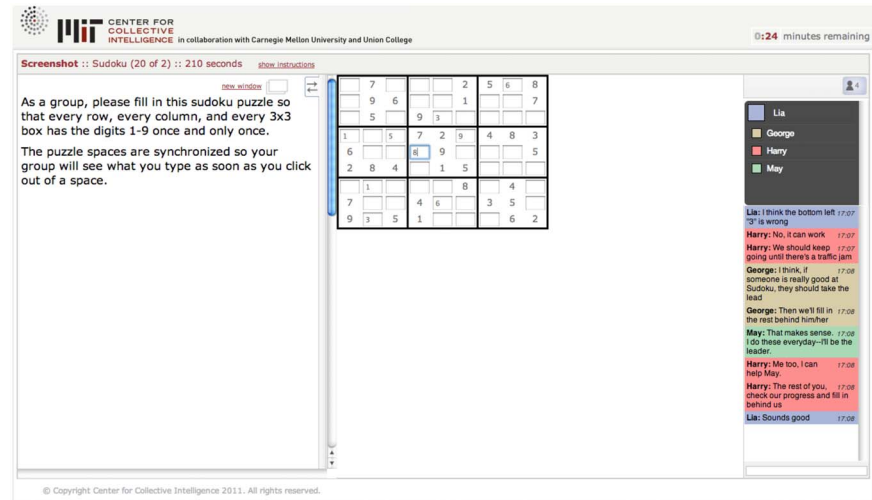 MIT
CENTER FOR
COLLECTIVE
INTELLIGENCE in collaboration with Carnegie Mellon University and Union College
0:24 minutes remaining
Screenshot :: Sudoku (20 of 2) :: 210 seconds show instructions
new window
As a group, please fill in this sudoku puzzle so
that every row, every column, and every 3x3
box has the digits 1-9 once and only once.
The puzzle spaces are synchronized so your
group will see what you type as soon as you click
out of a space.
7 2 5 6 8
9 6 1 7
5 9 3
1 5 7 2 9 4 8 3
6 8 9 5
2 8 4 1 5
1 8 4
7 4 6 3 5
9 3 5 1 6 2
4
Lia
George
Harry
May
Lia: I think the bottom left 17:07
"3" is wrong
Harry: No, it can work 17:07
Harry: We should keep 17:07
going until there's a traffic jam
George: I think, if 17:08
someone is really good at
Sudoku, they should take the
lead
George: Then we'll fill in 17:08
the rest behind him/her
May: That makes sense. 17:08
I do these everyday--I'll be the
leader.
Harry: Me too, I can 17:08
help May.
Harry: The rest of you, 17:08
check our progress and fill in
behind us
Lia: Sounds good 17:08
© Copyright Center for Collective Intelligence 2011. All rights reserved.